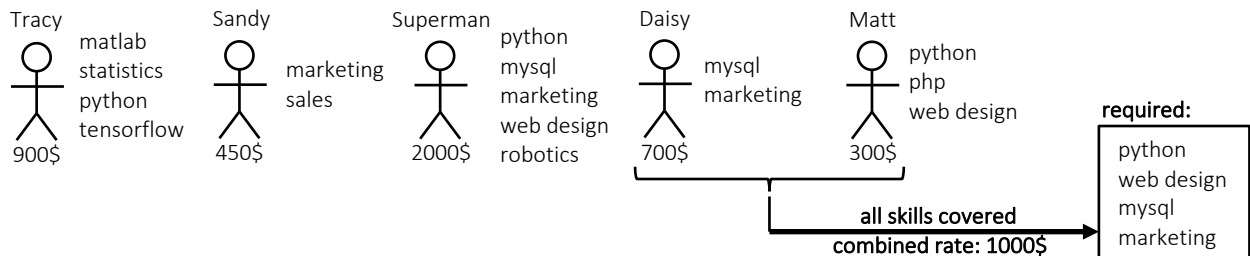 Tracy
matlab
statistics
python
tensorflow
900$
Sandy
marketing
sales
450$
Superman
python
mysql
marketing
web design
robotics
2000$
Daisy
mysql
marketing
700$
Matt
python
php
web design
300$
all skills covered
combined rate: 1000$
required:
python
web design
mysql
marketing